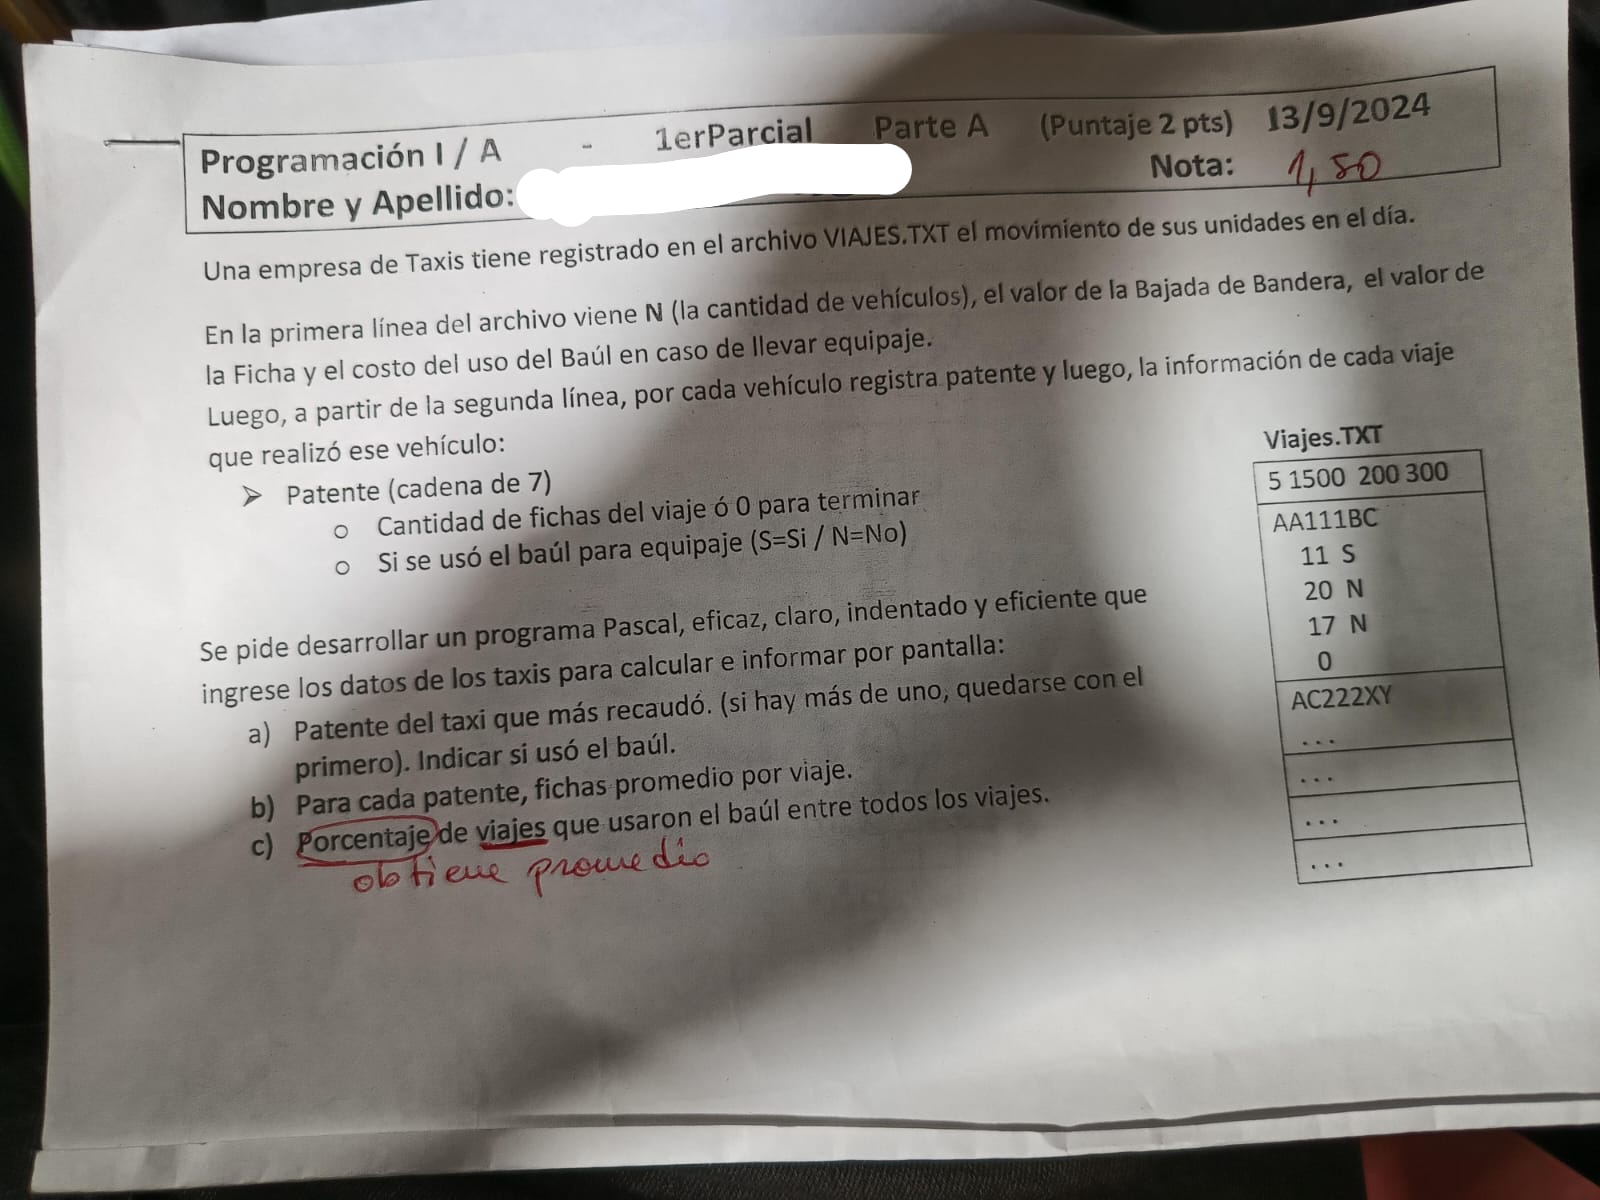 Programación I / A - 1erParcial Parte A (Puntaje 2 pts) 13/9/2024
Nombre y Apellido: Nota: 1,50
Una empresa de Taxis tiene registrado en el archivo VIAJES.TXT el movimiento de sus unidades en el día.
En la primera línea del archivo viene N (la cantidad de vehículos), el valor de la Bajada de Bandera, el valor de
la Ficha y el costo del uso del Baúl en caso de llevar equipaje.
Luego, a partir de la segunda línea, por cada vehículo registra patente y luego, la información de cada viaje
que realizó ese vehículo:
➢ Patente (cadena de 7)
o Cantidad de fichas del viaje ó 0 para terminar
o Si se usó el baúl para equipaje (S=Si / N=No)
Se pide desarrollar un programa Pascal, eficaz, claro, indentado y eficiente que
ingrese los datos de los taxis para calcular e informar por pantalla:
a) Patente del taxi que más recaudó. (si hay más de uno, quedarse con el
primero). Indicar si usó el baúl.
b) Para cada patente, fichas promedio por viaje.
c) Porcentaje de viajes que usaron el baúl entre todos los viajes.
obtiene promedio
Viajes.TXT
5 1500 200 300
AA111BC
11 S
20 N
17 N
0
AC222XY
...
...
...
...